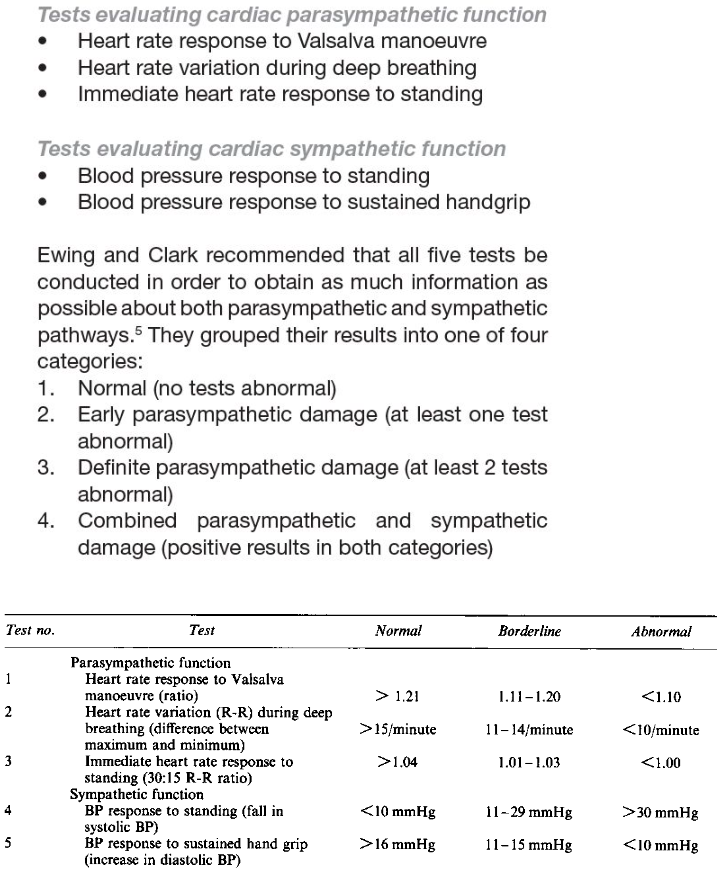 Tests evaluating cardiac parasympathetic function
• Heart rate response to Valsalva manoeuvre
• Heart rate variation during deep breathing
• Immediate heart rate response to standing
Tests evaluating cardiac sympathetic function
• Blood pressure response to standing
• Blood pressure response to sustained handgrip
Ewing and Clark recommended that all five tests be
conducted in order to obtain as much information as
possible about both parasympathetic and sympathetic
pathways.⁵ They grouped their results into one of four
categories:
1. Normal (no tests abnormal)
2. Early parasympathetic damage (at least one test
abnormal)
3. Definite parasympathetic damage (at least 2 tests
abnormal)
4. Combined parasympathetic and sympathetic
damage (positive results in both categories)
Test no. Test Normal Borderline Abnormal
Parasympathetic function
1 Heart rate response to Valsalva
manoeuvre (ratio) > 1.21 1.11–1.20 <1.10
2 Heart rate variation (R-R) during deep
breathing (difference between >15/minute 11–14/minute <10/minute
maximum and minimum)
3 Immediate heart rate response to >1.04 1.01–1.03 <1.00
standing (30:15 R-R ratio)
Sympathetic function
4 BP response to standing (fall in <10 mmHg 11–29 mmHg >30 mmHg
systolic BP)
5 BP response to sustained hand grip >16 mmHg 11–15 mmHg <10 mmHg
(increase in diastolic BP)